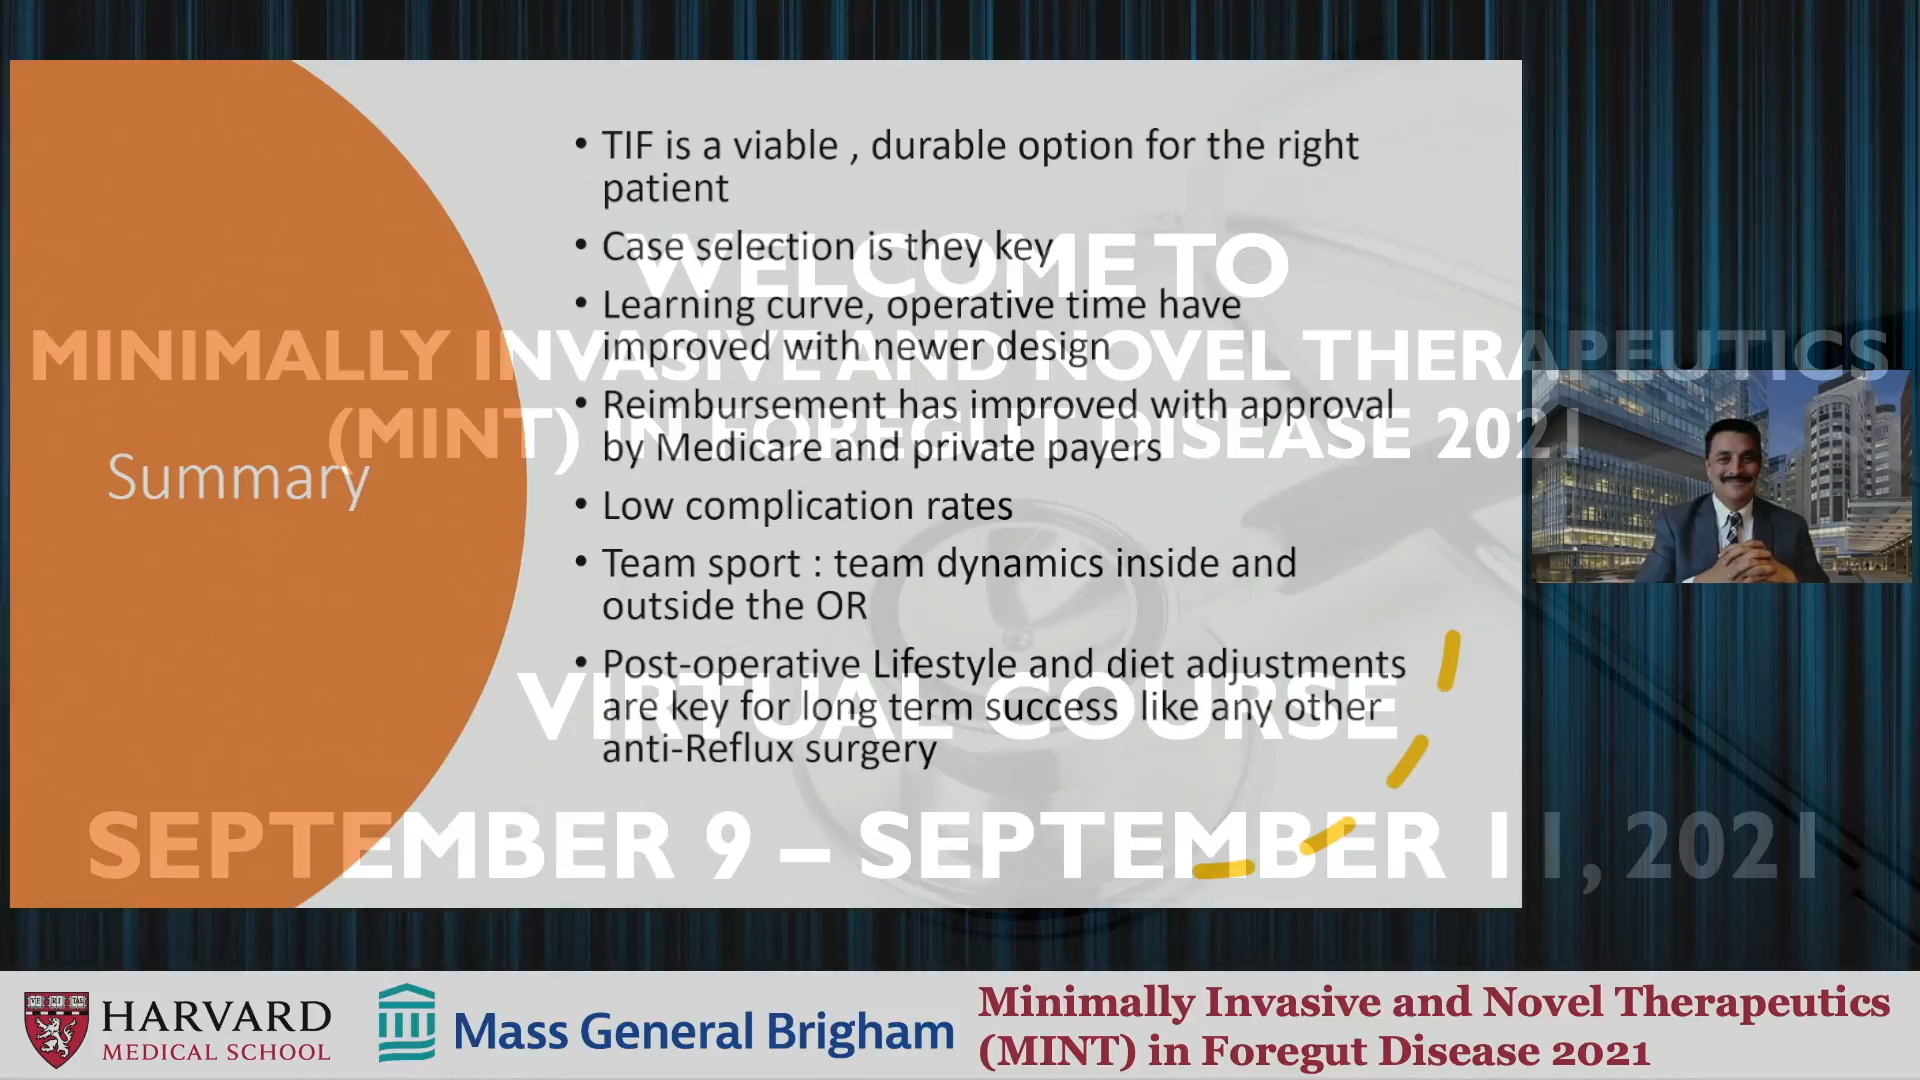 • TIF is a viable , durable option for the right
patient
• Case selection is they key
• Learning curve, operative time have
improved with newer design
• Reimbursement has improved with approval
by Medicare and private payers
• Low complication rates
• Team sport : team dynamics inside and
outside the OR
• Post-operative Lifestyle and diet adjustments
are key for long term success like any other
anti-Reflux surgery
Summary
WELCOME TO
MINIMALLY INVASIVE AND NOVEL THERAPEUTICS
(MINT) IN FOREGUT DISEASE 2021
VIRTUAL COURSE
SEPTEMBER 9 – SEPTEMBER 11, 2021
VE RI TAS
HARVARD
MEDICAL SCHOOL
Mass General Brigham
Minimally Invasive and Novel Therapeutics
(MINT) in Foregut Disease 2021